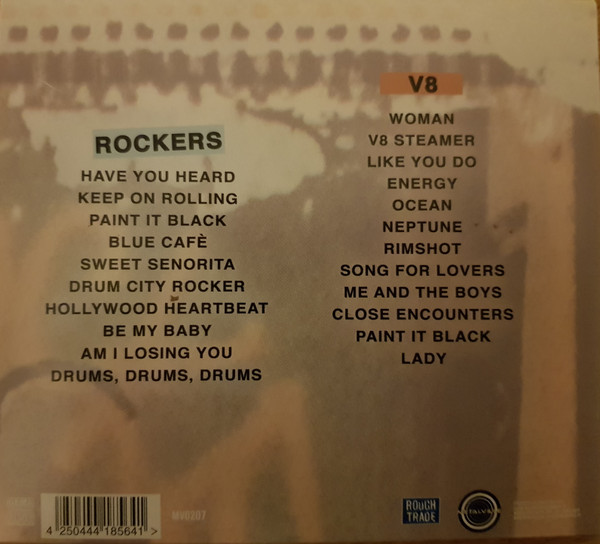 ROCKERS
HAVE YOU HEARD
KEEP ON ROLLING
PAINT IT BLACK
BLUE CAFÈ
SWEET SENORITA
DRUM CITY ROCKER
HOLLYWOOD HEARTBEAT
BE MY BABY
AM I LOSING YOU
DRUMS, DRUMS, DRUMS
V8
WOMAN
V8 STEAMER
LIKE YOU DO
ENERGY
OCEAN
NEPTUNE
RIMSHOT
SONG FOR LOVERS
ME AND THE BOYS
CLOSE ENCOUNTERS
PAINT IT BLACK
LADY
4 250444 185641 >
MV0207
ROUGH
TRADE